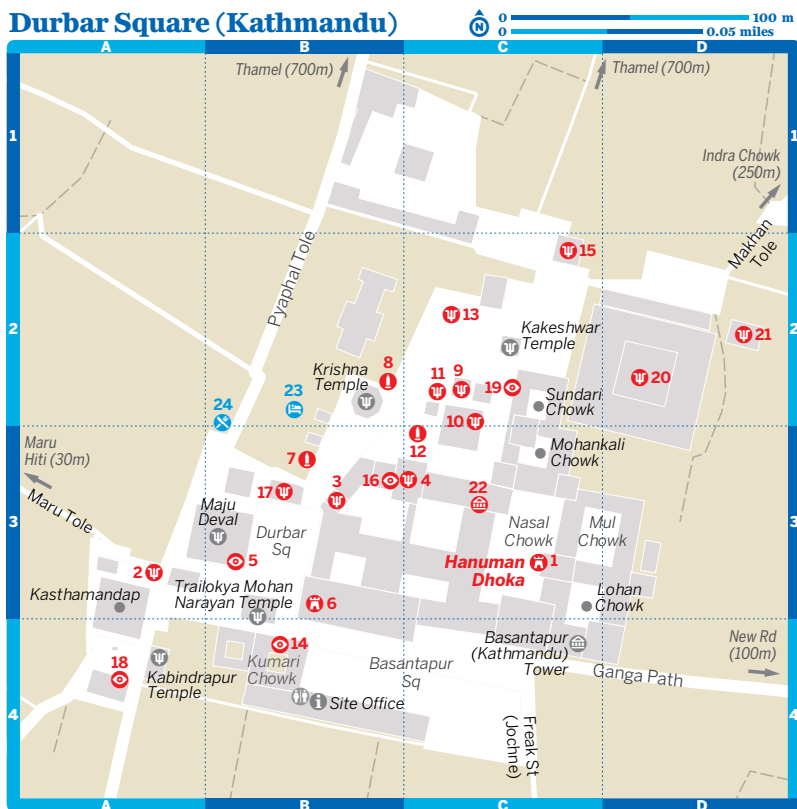 Durbar Square (Kathmandu)
N
0 100 m
0 0.05 miles
A B C D
Thamel (700m)
Thamel (700m)
1
1
Indra Chowk
(250m)
15
Makhan
Tole
Pyaphal Tole
2
2
13
21
Kakeshwar
Temple
8
Krishna
Temple
11
9
19
20
24
23
Sundari
Chowk
10
Maru
Hiti (30m)
12
Mohankali
Chowk
7
17
3
16
4
22
Maru Tole
Maju
Deval
Durbar
Sq
3
3
Nasal
Chowk
Mul
Chowk
5
Hanuman
Dhoka
1
2
Kasthamandap
Trailokya Mohan
Narayan Temple
6
Lohan
Chowk
14
Basantapur
(Kathmandu)
Tower
New Rd
(100m)
18
Kabindrapur
Temple
Kumari
Chowk
Basantapur
Sq
Ganga Path
4
4
i
Site Office
Freak St
(Jochne)
A B C D